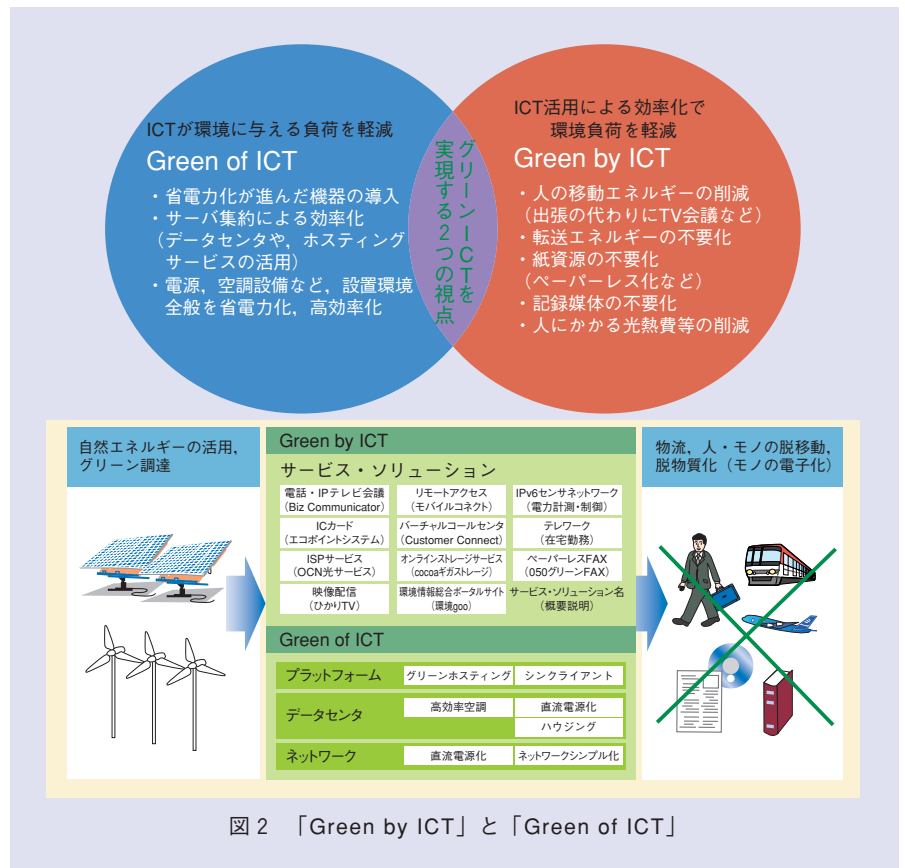 ICTが環境に与える負荷を軽減
Green of ICT
・省電力化が進んだ機器の導入
・サーバ集約による効率化
（データセンタや，ホスティング
サービスの活用）
・電源，空調設備など，設置環境
全般を省電力化，高効率化
グリーンICTを
実現する2つの視点
ICT活用による効率化で
環境負荷を軽減
Green by ICT
・人の移動エネルギーの削減
（出張の代わりにTV会議など）
・転送エネルギーの不要化
・紙資源の不要化
（ペーパーレス化など）
・記録媒体の不要化
・人にかかる光熱費等の削減
自然エネルギーの活用，
グリーン調達
Green by ICT
サービス・ソリューション
電話・IPテレビ会議
（Biz Communicator）
リモートアクセス
（モバイルコネクト）
IPv6センサネットワーク
（電力計測・制御）
ICカード
（エコポイントシステム）
バーチャルコールセンタ
（Customer Connect）
テレワーク
（在宅勤務）
ISPサービス
（OCN光サービス）
オンラインストレージサービス
（cocoaギガストレージ）
ペーパーレスFAX
（050グリーンFAX）
映像配信
（ひかりTV）
環境情報総合ポータルサイト
（環境goo）
サービス・ソリューション名
（概要説明）
Green of ICT
プラットフォーム
グリーンホスティング
シンクライアント
データセンタ
高効率空調
直流電源化
ハウジング
ネットワーク
直流電源化
ネットワークシンプル化
物流，人・モノの脱移動，
脱物質化（モノの電子化）
図2 「Green by ICT」と「Green of ICT」